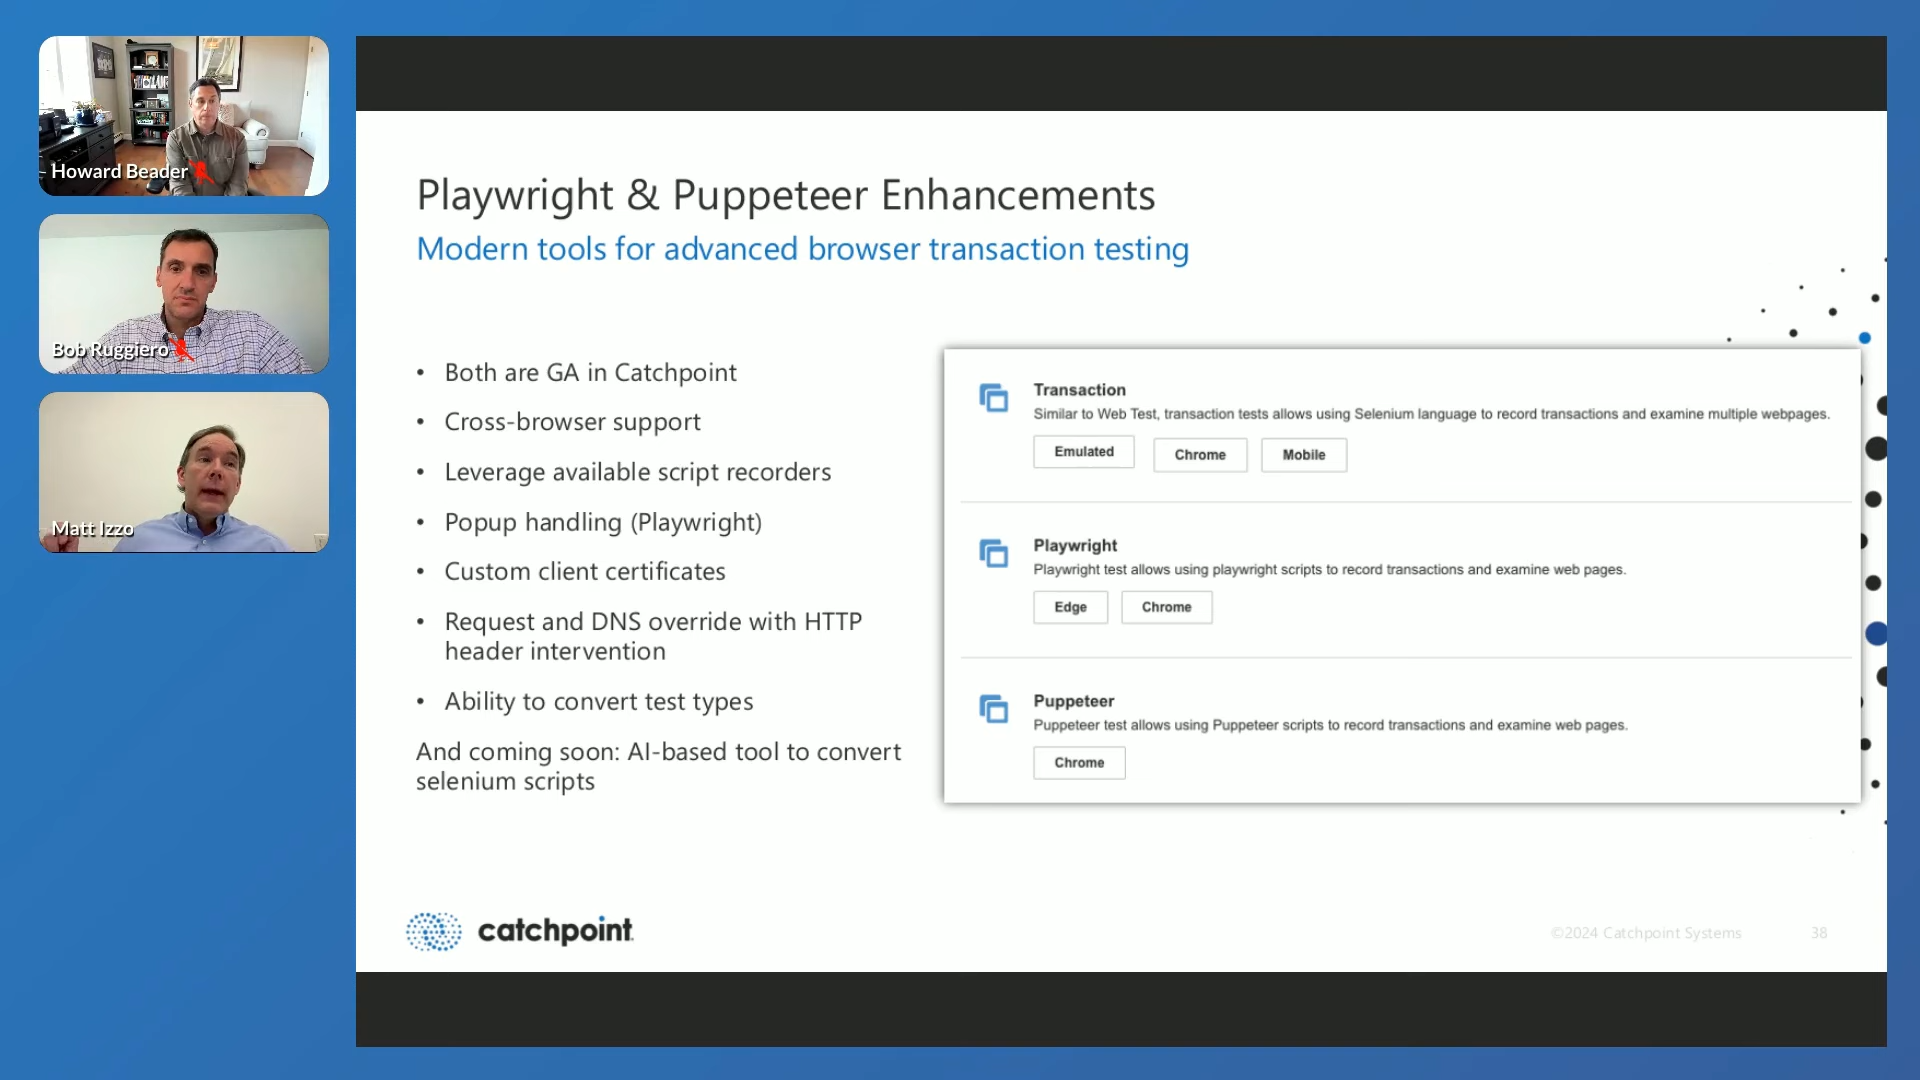 Howard Beader
Bob Ruggiero
Matt Izzo
Playwright & Puppeteer Enhancements
Modern tools for advanced browser transaction testing
• Both are GA in Catchpoint
• Cross-browser support
• Leverage available script recorders
• Popup handling (Playwright)
• Custom client certificates
• Request and DNS override with HTTP
header intervention
• Ability to convert test types
And coming soon: AI-based tool to convert
selenium scripts
Transaction
Similar to Web Test, transaction tests allows using Selenium language to record transactions and examine multiple webpages.
Emulated Chrome Mobile
Playwright
Playwright test allows using playwright scripts to record transactions and examine web pages.
Edge Chrome
Puppeteer
Puppeteer test allows using Puppeteer scripts to record transactions and examine web pages.
Chrome
catchpoint
©2024 Catchpoint Systems 38